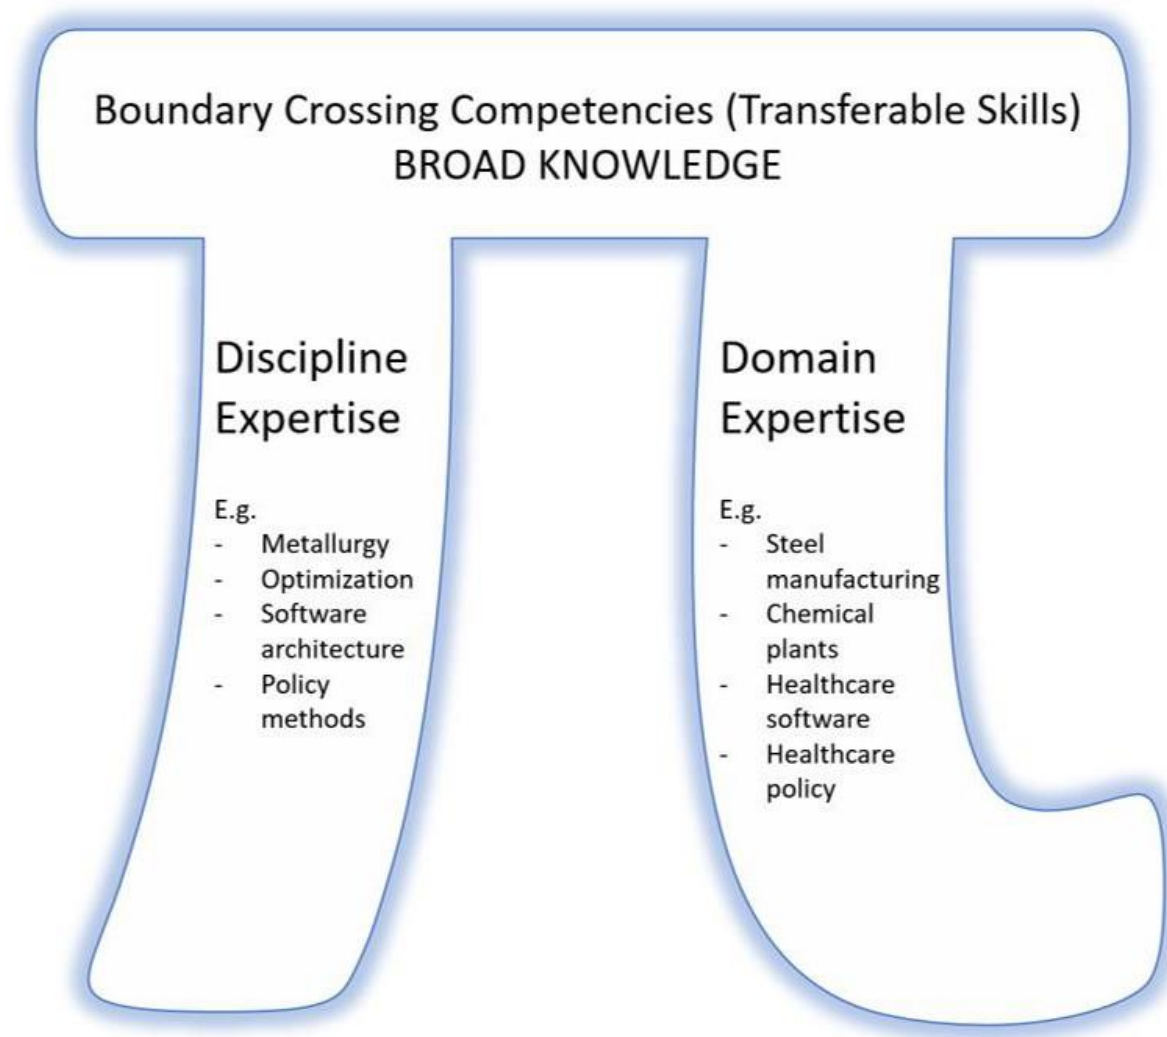 Boundary Crossing Competencies (Transferable Skills)
BROAD KNOWLEDGE
Discipline
Expertise
E.g.
- Metallurgy
- Optimization
- Software
architecture
- Policy
methods
Domain
Expertise
E.g.
- Steel
manufacturing
- Chemical
plants
- Healthcare
software
- Healthcare
policy